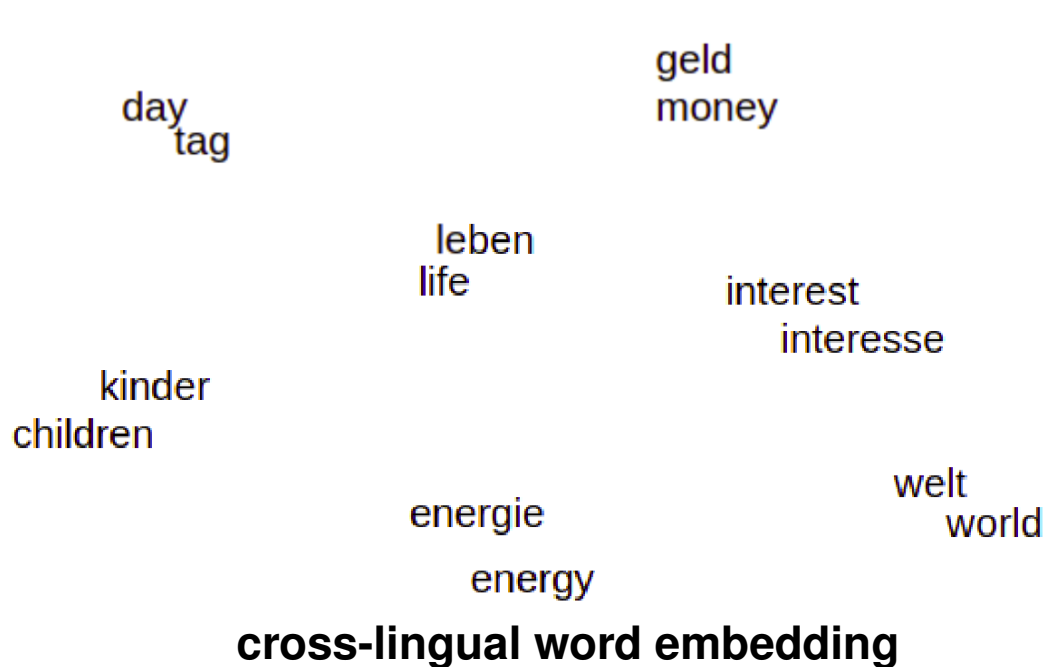 geld
day
money
tag
leben
life
interest
interesse
kinder
children
welt
energie
world
energy
cross-lingual word embedding